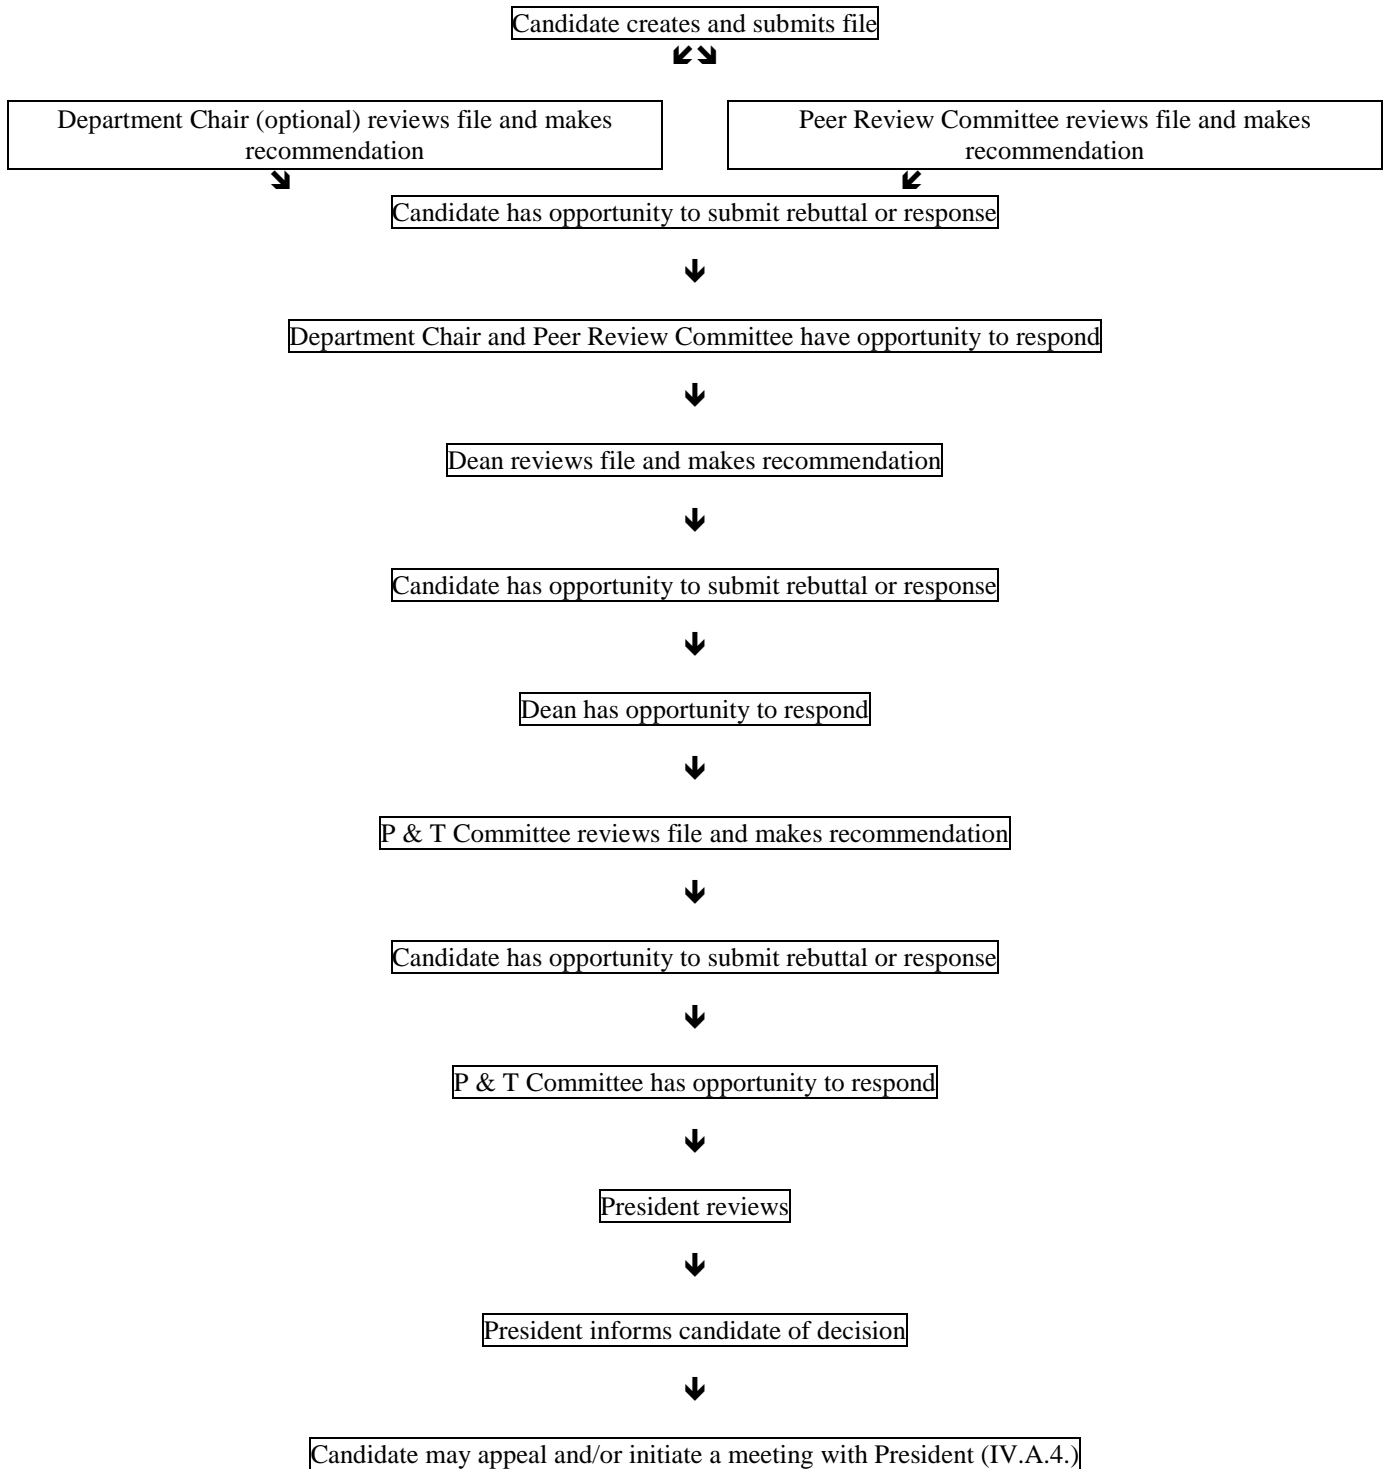 Candidate creates and submits file
Department Chair (optional) reviews file and makes
recommendation
Peer Review Committee reviews file and makes
recommendation
Candidate has opportunity to submit rebuttal or response
Department Chair and Peer Review Committee have opportunity to respond
Dean reviews file and makes recommendation
Candidate has opportunity to submit rebuttal or response
Dean has opportunity to respond
P & T Committee reviews file and makes recommendation
Candidate has opportunity to submit rebuttal or response
P & T Committee has opportunity to respond
President reviews
President informs candidate of decision
Candidate may appeal and/or initiate a meeting with President (IV.A.4.)